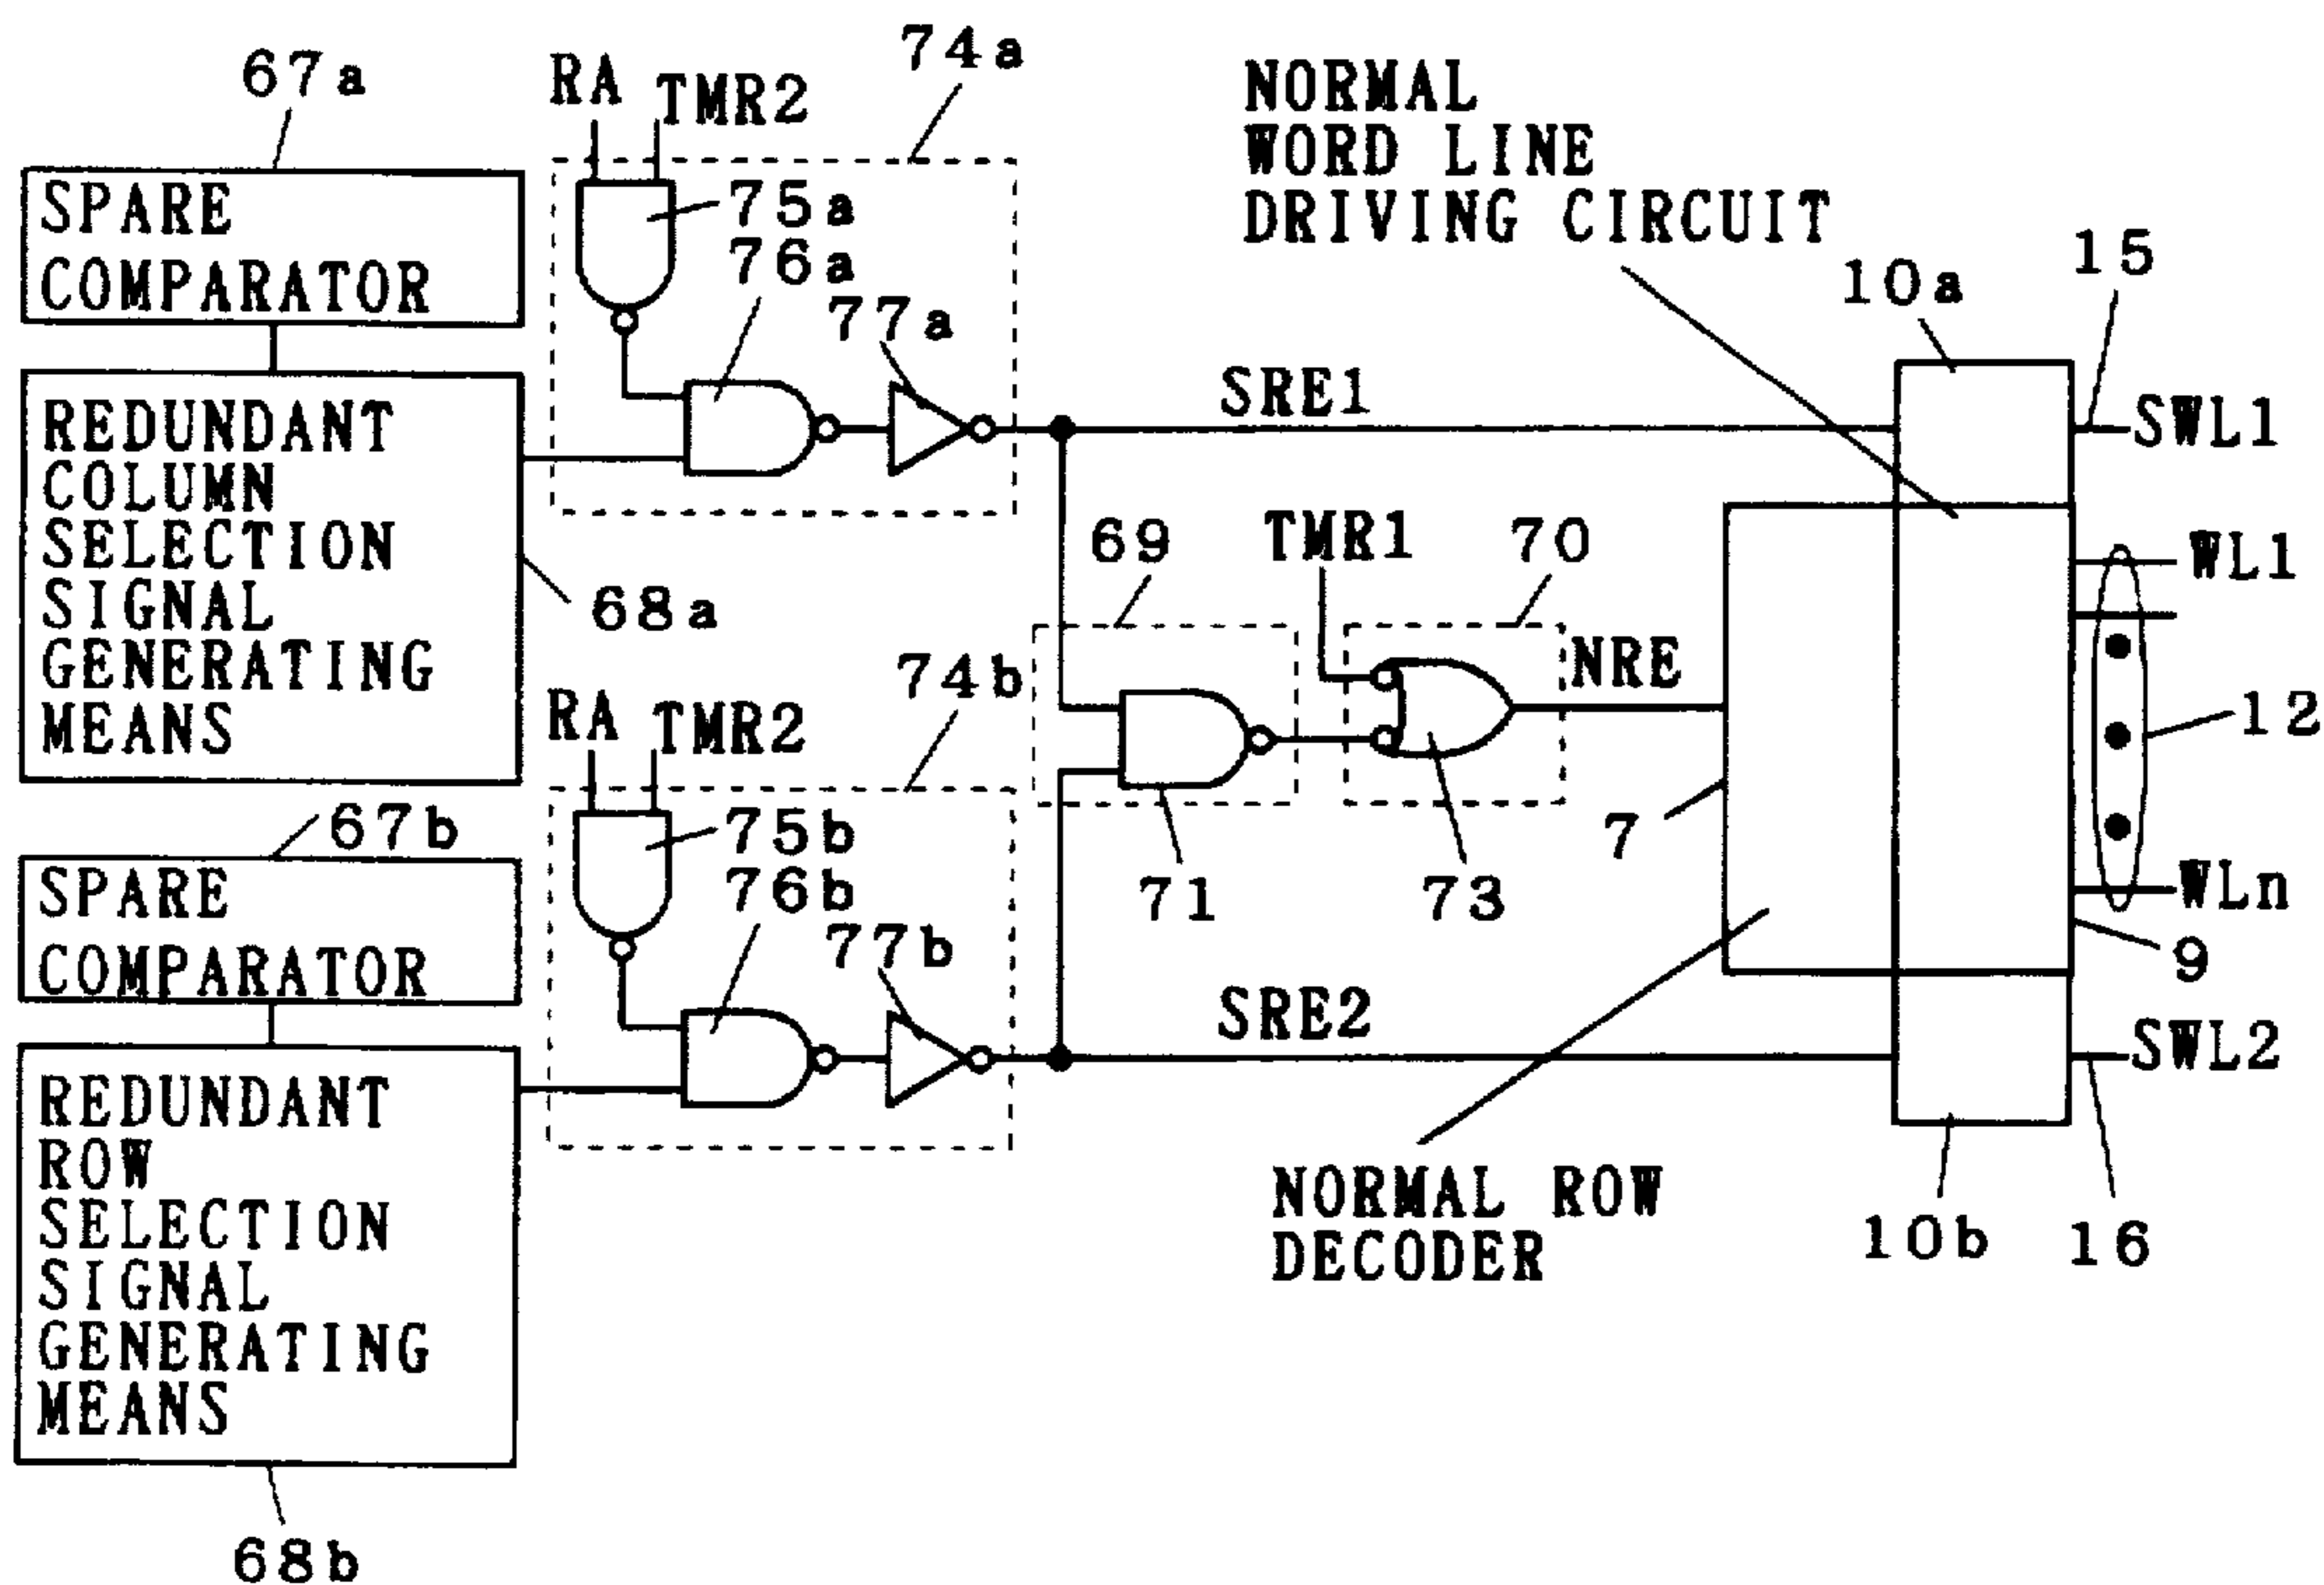 67a
RA
TMR2
74a
NORMAL
WORD LINE
DRIVING CIRCUIT
SPARE
COMPARATOR
75a
76a
77a
10a
15
REDUNDANT
COLUMN
SELECTION
SIGNAL
GENERATING
MEANS
68a
SRE1
SWL1
69
TMR1
70
WL1
NRE
RA
TMR2
74b
12
67b
75b
76b
77b
71
73
7
WLn
9
SPARE
COMPARATOR
SRE2
SWL2
REDUNDANT
ROW
SELECTION
SIGNAL
GENERATING
MEANS
NORMAL ROW
DECODER
10b
16
68b